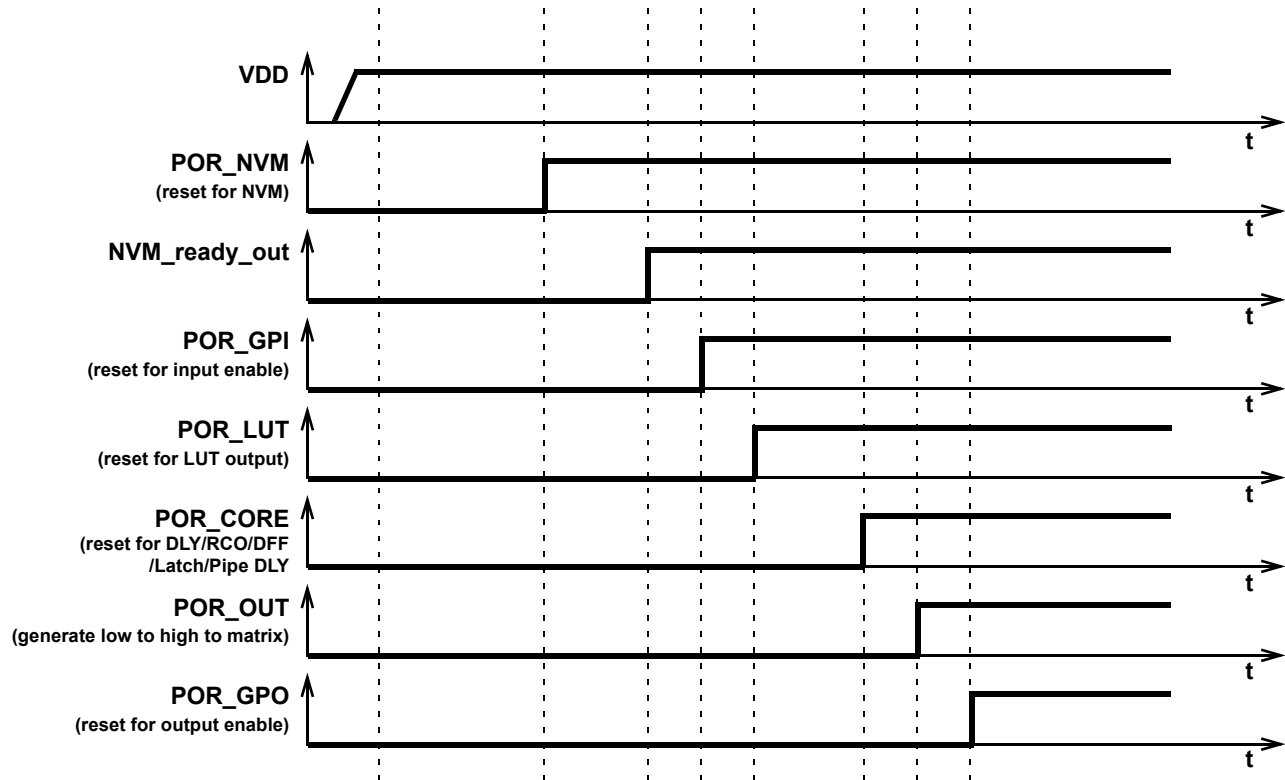 VDD
t
POR_NVM
(reset for NVM)
t
NVM_ready_out
t
POR_GPI
(reset for input enable)
t
POR_LUT
(reset for LUT output)
t
POR_CORE
(reset for DLY/RCO/DFF
/Latch/Pipe DLY
t
POR_OUT
(generate low to high to matrix)
t
POR_GPO
(reset for output enable)
t